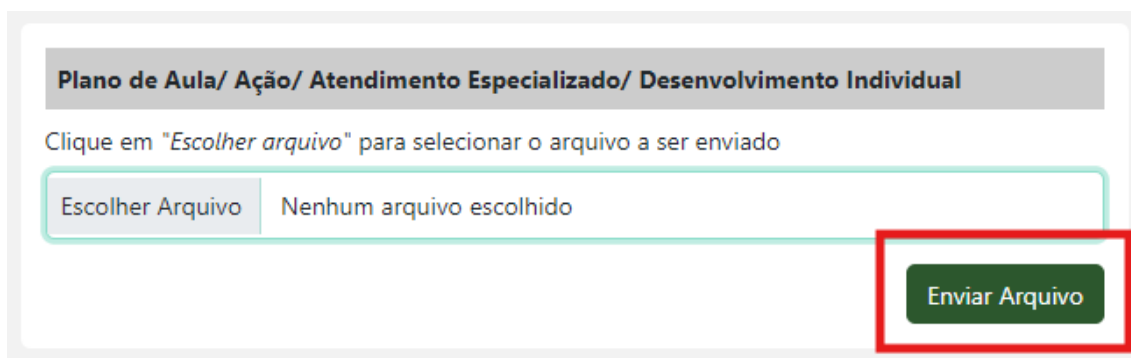 Plano de Aula/ Ação/ Atendimento Especializado/ Desenvolvimento Individual
Clique em "Escolher arquivo" para selecionar o arquivo a ser enviado
Escolher Arquivo Nenhum arquivo escolhido
Enviar Arquivo